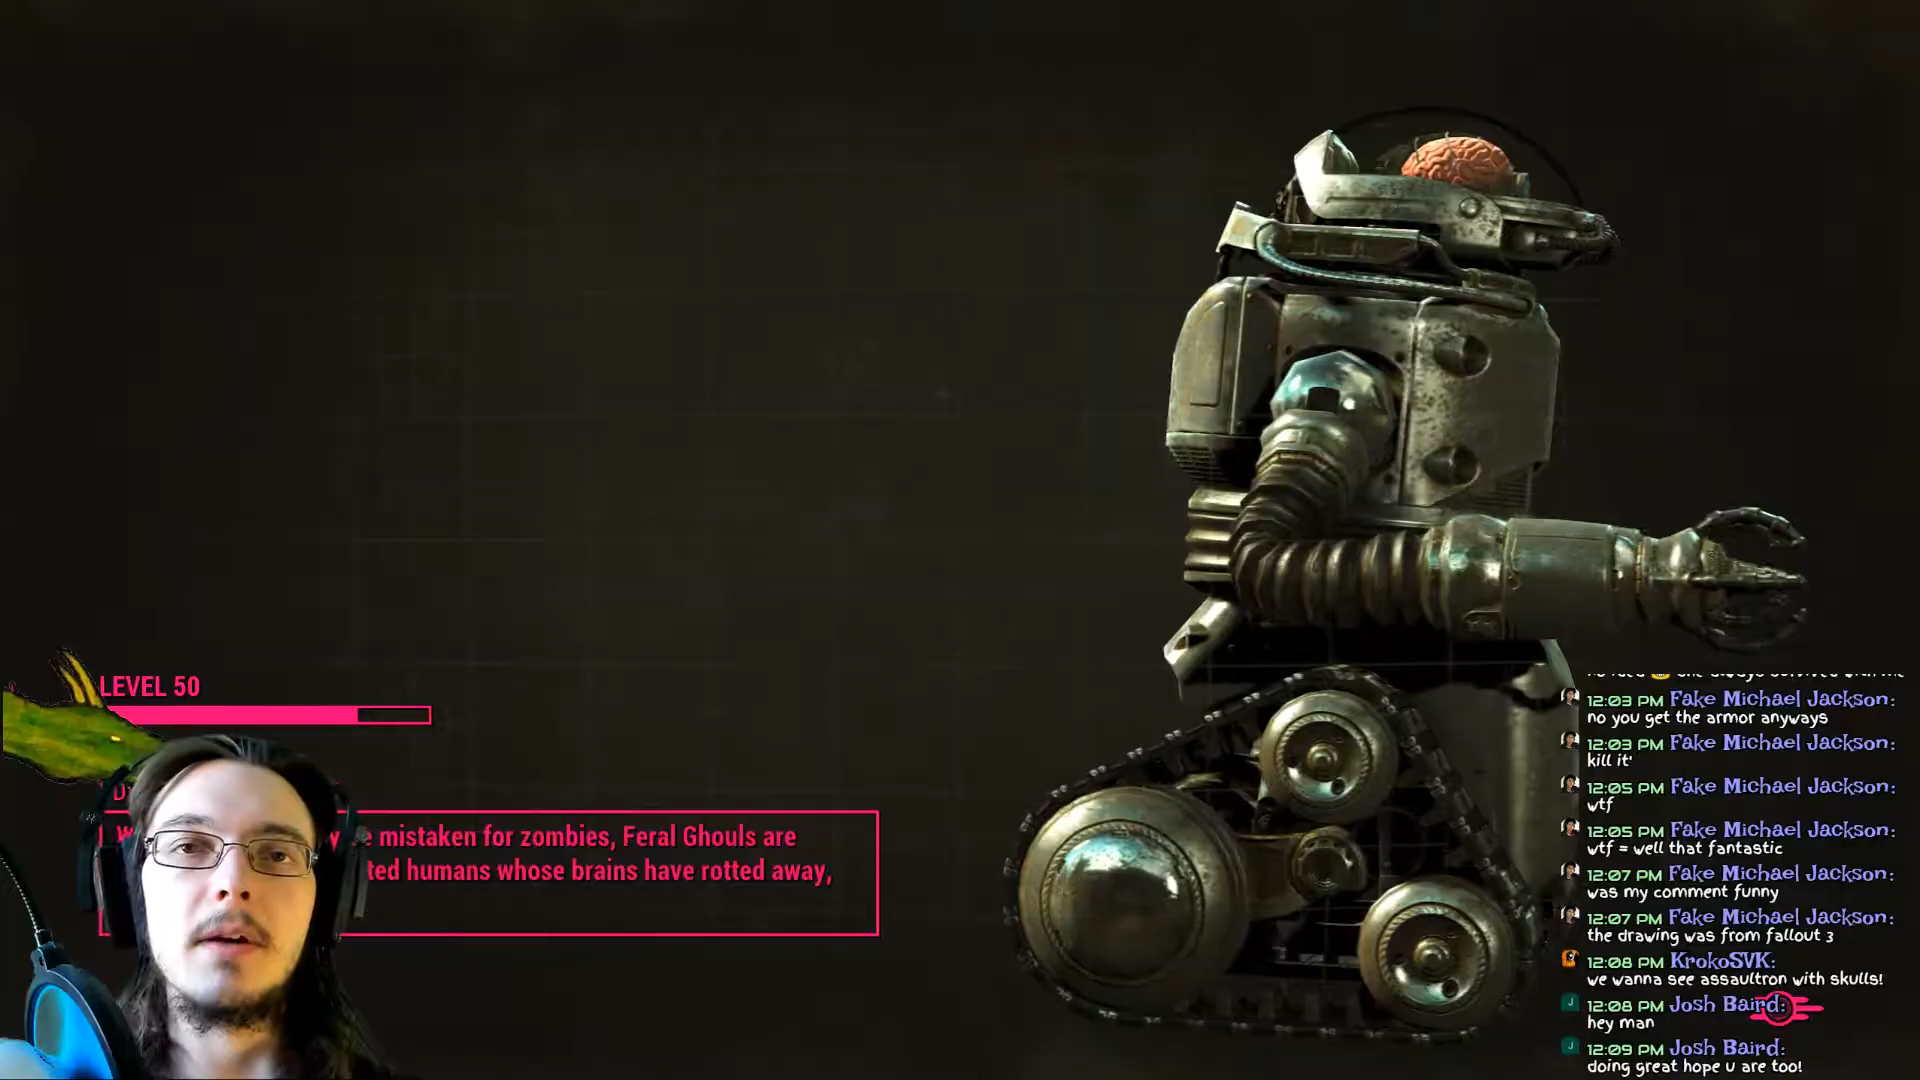 LEVEL 50
mistaken for zombies, Feral Ghouls are
humans whose brains have rotted away,
12:03 PM Fake Michael Jackson:
no you get the armor anyways
12:03 PM Fake Michael Jackson:
kill it'
12:05 PM Fake Michael Jackson:
wtf
12:05 PM Fake Michael Jackson:
wtf = well that fantastic
12:07 PM Fake Michael Jackson:
was my comment funny
12:07 PM Fake Michael Jackson:
the drawing was from fallout 3
12:08 PM KrokoSVK:
we wanna see assaultron with skulls!
J
12:08 PM Josh Baird:
hey man
J
12:09 PM Josh Baird:
doing great hope u are too!